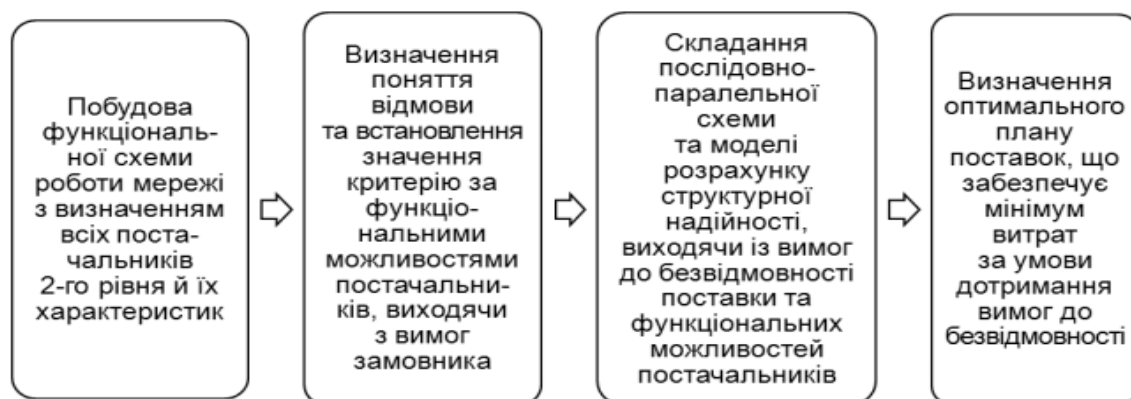 Побудова
функціональ-
ної схеми
роботи мережі
з визначенням
всіх поста-
чальників
2-го рівня й їх
характеристик
Визначення
поняття
відмови
та встановлення
значення
критерію за
функціо-
нальними
можливостями
постачальни-
ків, виходячи
з вимог
замовника
Складання
послідовно-
паралельної
схеми
та моделі
розрахунку
структурної
надійності,
виходячи із вимог
до безвідмовності
поставки та
функціональних
можливостей
постачальників
Визначення
оптимального
плану
поставок, що
забезпечує
мінімум
витрат
за умови
дотримання
вимог до
безвідмовності